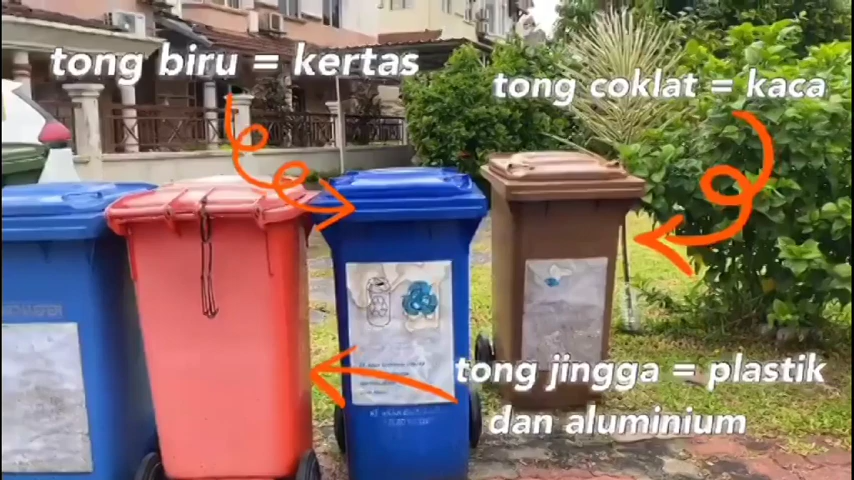 tong biru = kertas
tong coklat = kaca
tong jingga = plastik
dan aluminium